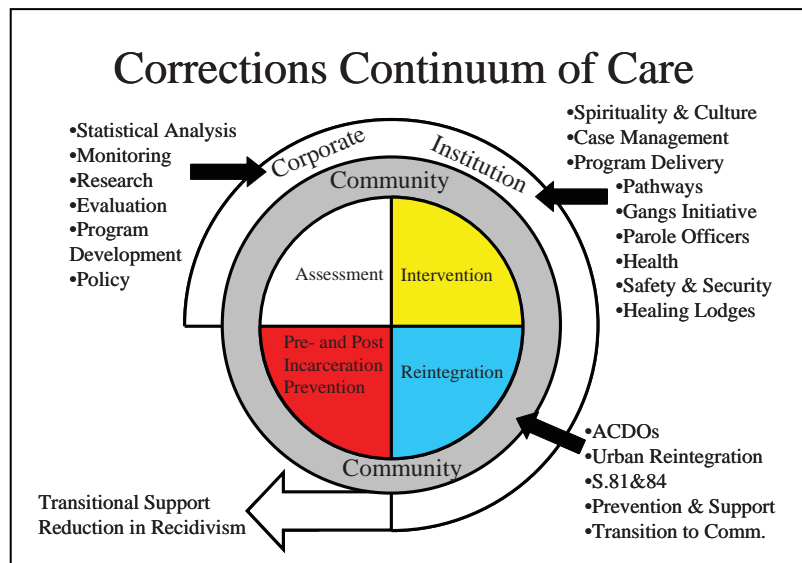 Corrections Continuum of Care
•Statistical Analysis
•Monitoring
•Research
•Evaluation
•Program
Development
•Policy
Corporate
Institution
•Spirituality & Culture
•Case Management
•Program Delivery
•Pathways
•Gangs Initiative
•Parole Officers
•Health
•Safety & Security
•Healing Lodges
Community
Assessment
Intervention
Pre- and Post
Incarceration
Prevention
Reintegration
Community
•ACDOs
•Urban Reintegration
•S.81&84
•Prevention & Support
•Transition to Comm.
Transitional Support
Reduction in Recidivism